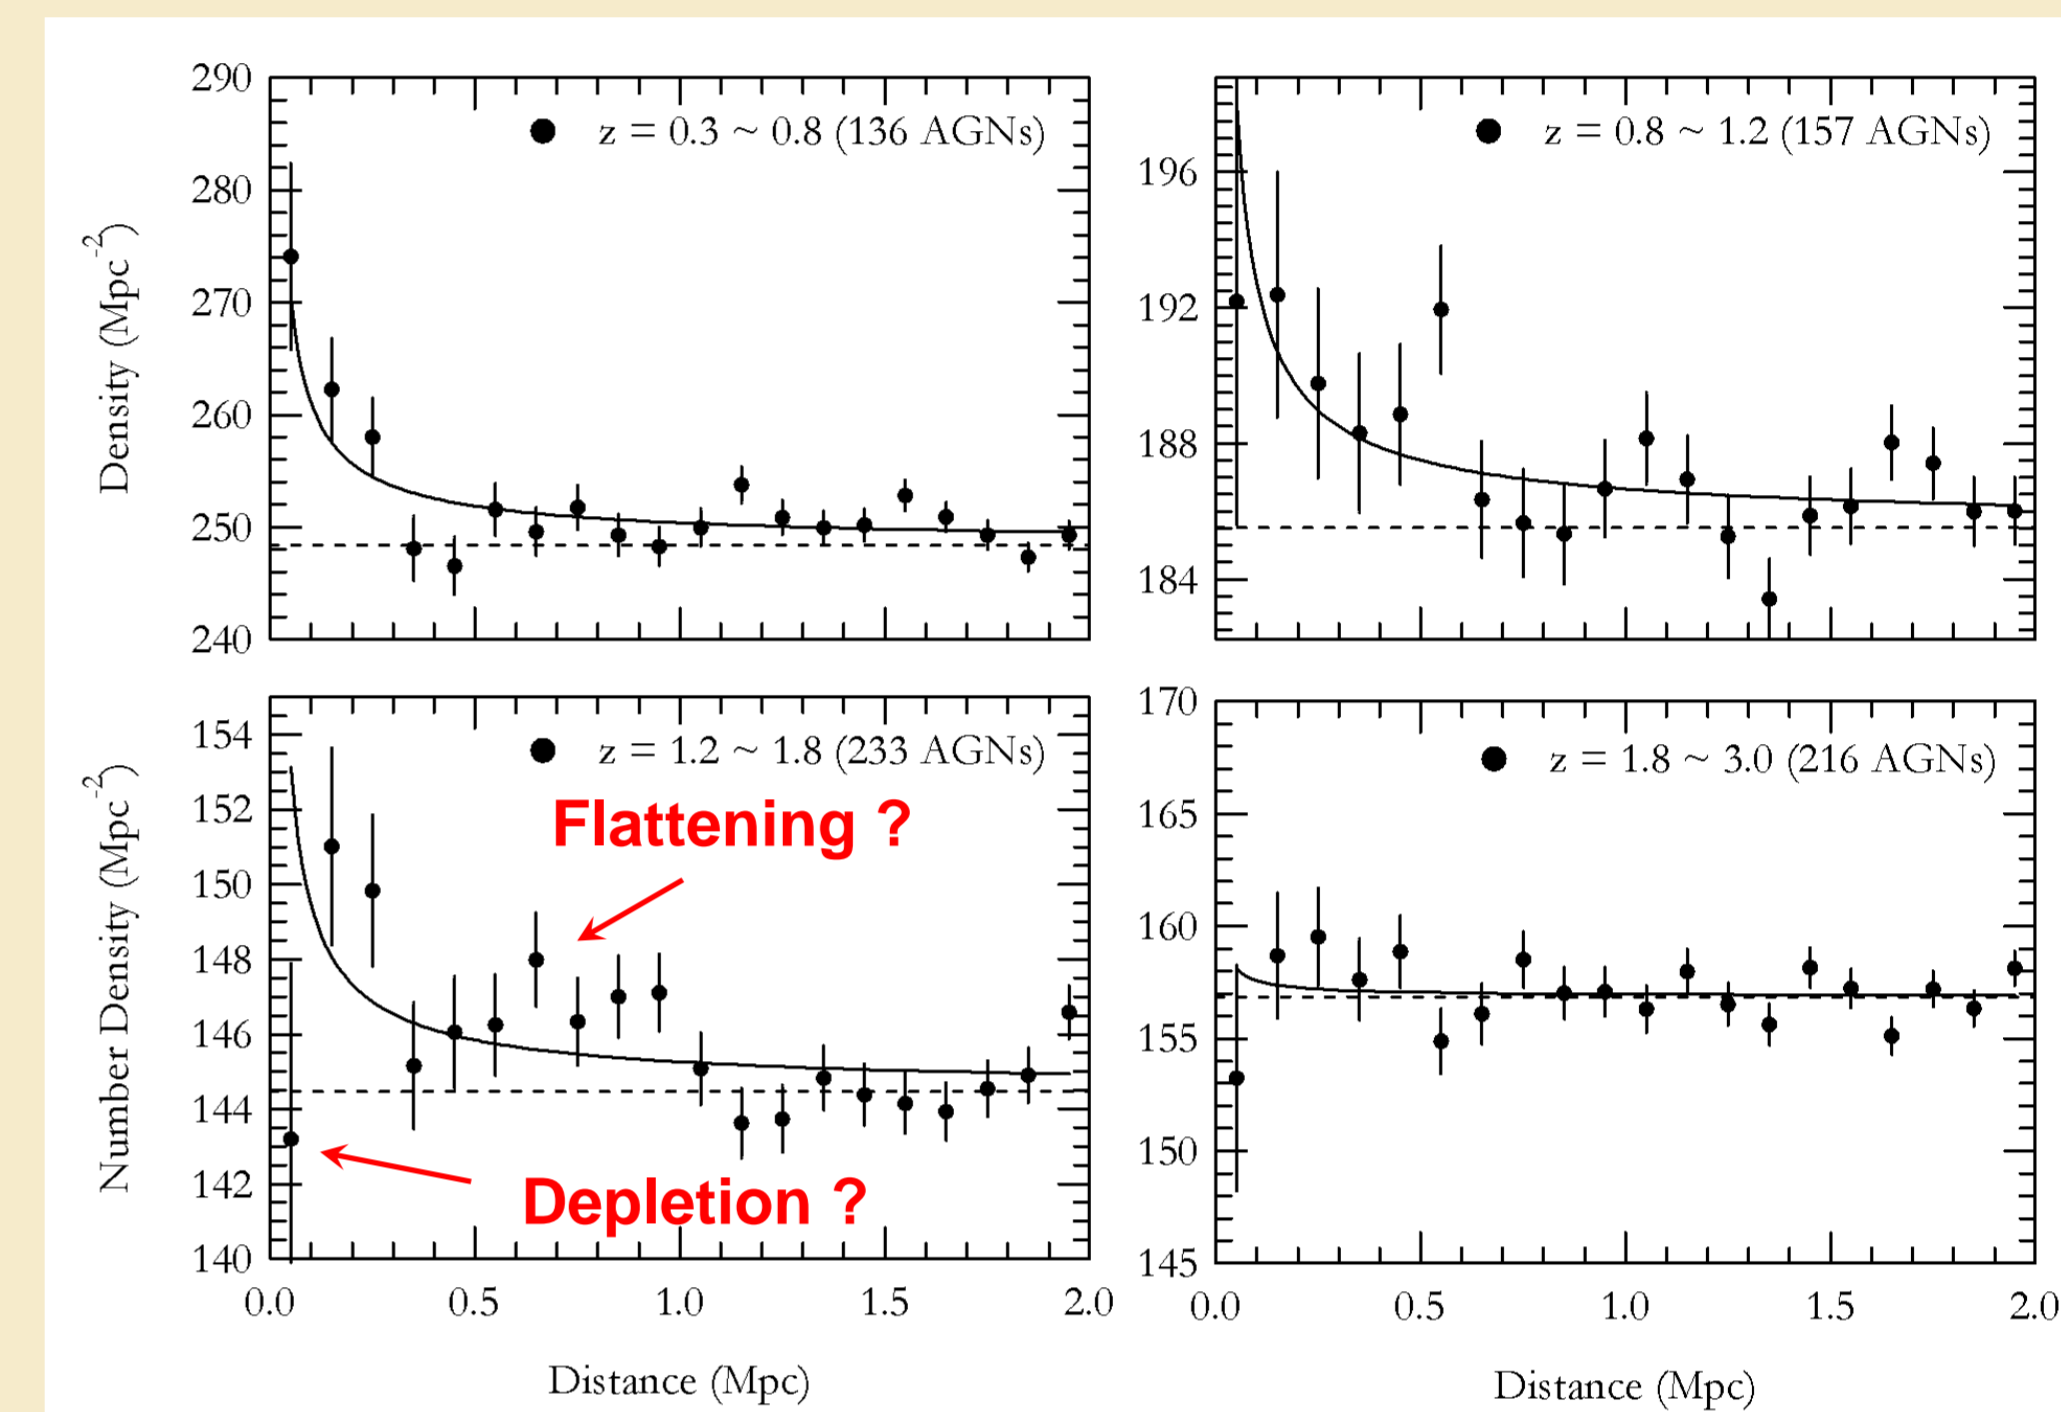 290
280
270
260
250
240
Density (Mpc-2)
z = 0.3 ~ 0.8 (136 AGNs)
196
192
188
184
z = 0.8 ~ 1.2 (157 AGNs)
154
152
150
148
146
144
142
140
Number Density (Mpc-2)
z = 1.2 ~ 1.8 (233 AGNs)
Flattening ?
Depletion ?
0.0 0.5 1.0 1.5 2.0
Distance (Mpc)
170
165
160
155
150
145
z = 1.8 ~ 3.0 (216 AGNs)
0.0 0.5 1.0 1.5 2.0
Distance (Mpc)